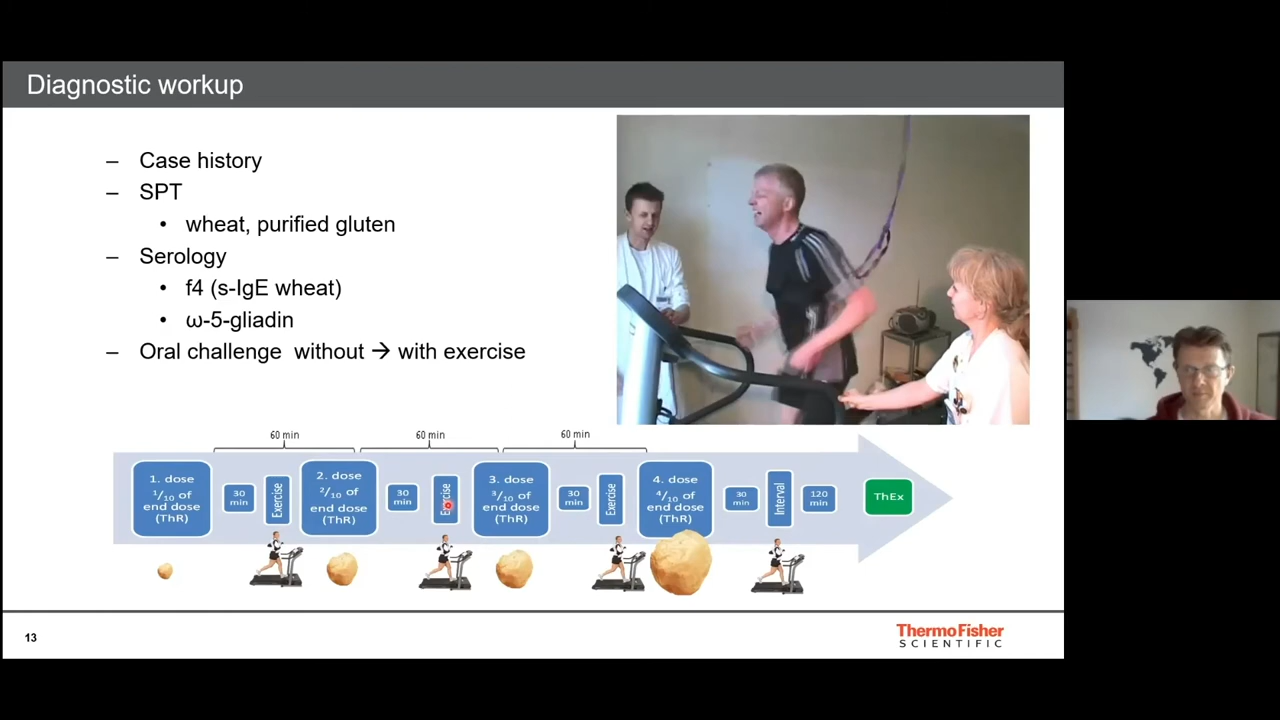 Diagnostic workup
– Case history
– SPT
• wheat, purified gluten
– Serology
• f4 (s-IgE wheat)
• ω-5-gliadin
– Oral challenge without → with exercise
60 min
60 min
60 min
1. dose
1/10 of
end dose
(ThR)
30
min
Exercise
2. dose
2/10 of
end dose
(ThR)
30
min
Exercise
3. dose
3/10 of
end dose
(ThR)
30
min
Exercise
4. dose
4/10 of
end dose
(ThR)
30
min
Interval
120
min
ThEx
13
ThermoFisher
SCIENTIFIC